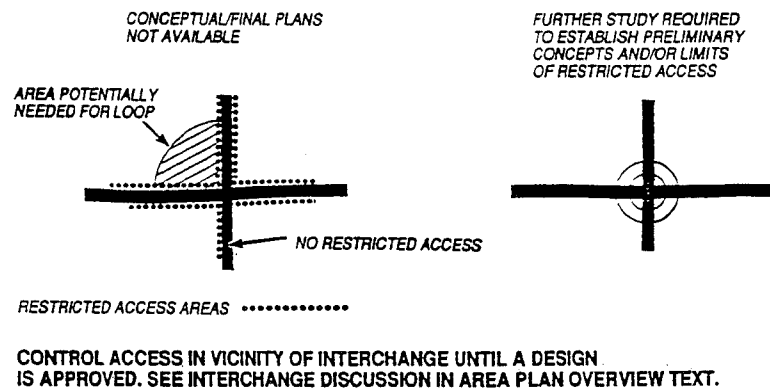 CONCEPTUAL/FINAL PLANS
NOT AVAILABLE
AREA POTENTIALLY
NEEDED FOR LOOP
NO RESTRICTED ACCESS
FURTHER STUDY REQUIRED
TO ESTABLISH PRELIMINARY
CONCEPTS AND/OR LIMITS
OF RESTRICTED ACCESS
RESTRICTED ACCESS AREAS
CONTROL ACCESS IN VICINITY OF INTERCHANGE UNTIL A DESIGN
IS APPROVED. SEE INTERCHANGE DISCUSSION IN AREA PLAN OVERVIEW TEXT.